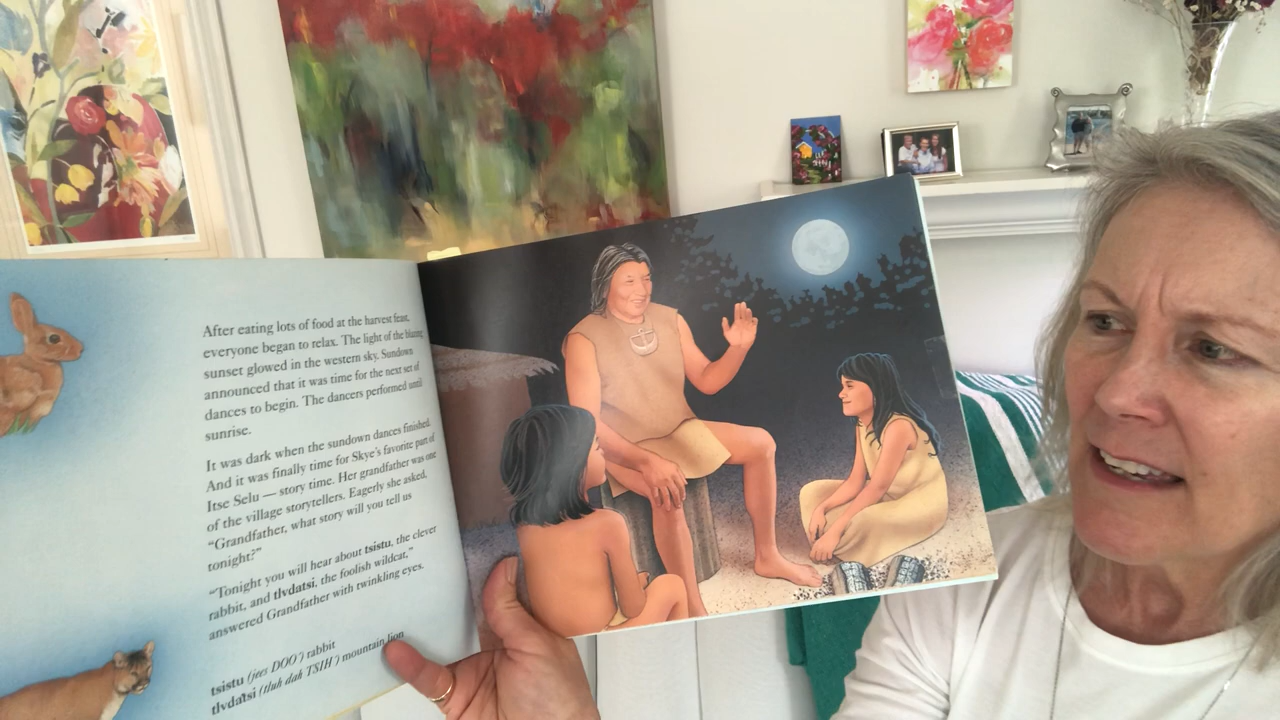 After eating lots of food at the harvest feast,
everyone began to relax. The light of the blazing
sunset glowed in the western sky. Sundown
announced that it was time for the next set of
dances to begin. The dancers performed until
sunrise.
It was dark when the sundown dances finished.
And it was finally time for Skye's favorite part of
Itse Selu — story time. Her grandfather was one
of the village storytellers. Eagerly she asked,
"Grandfather, what story will you tell us
tonight?"
"Tonight you will hear about tsistu, the clever
rabbit, and tlvdatsi, the foolish wildcat,"
answered Grandfather with twinkling eyes.
tsistu (jees DOO') rabbit
tlvdatsi (tluh dah TSIH') mountain lion